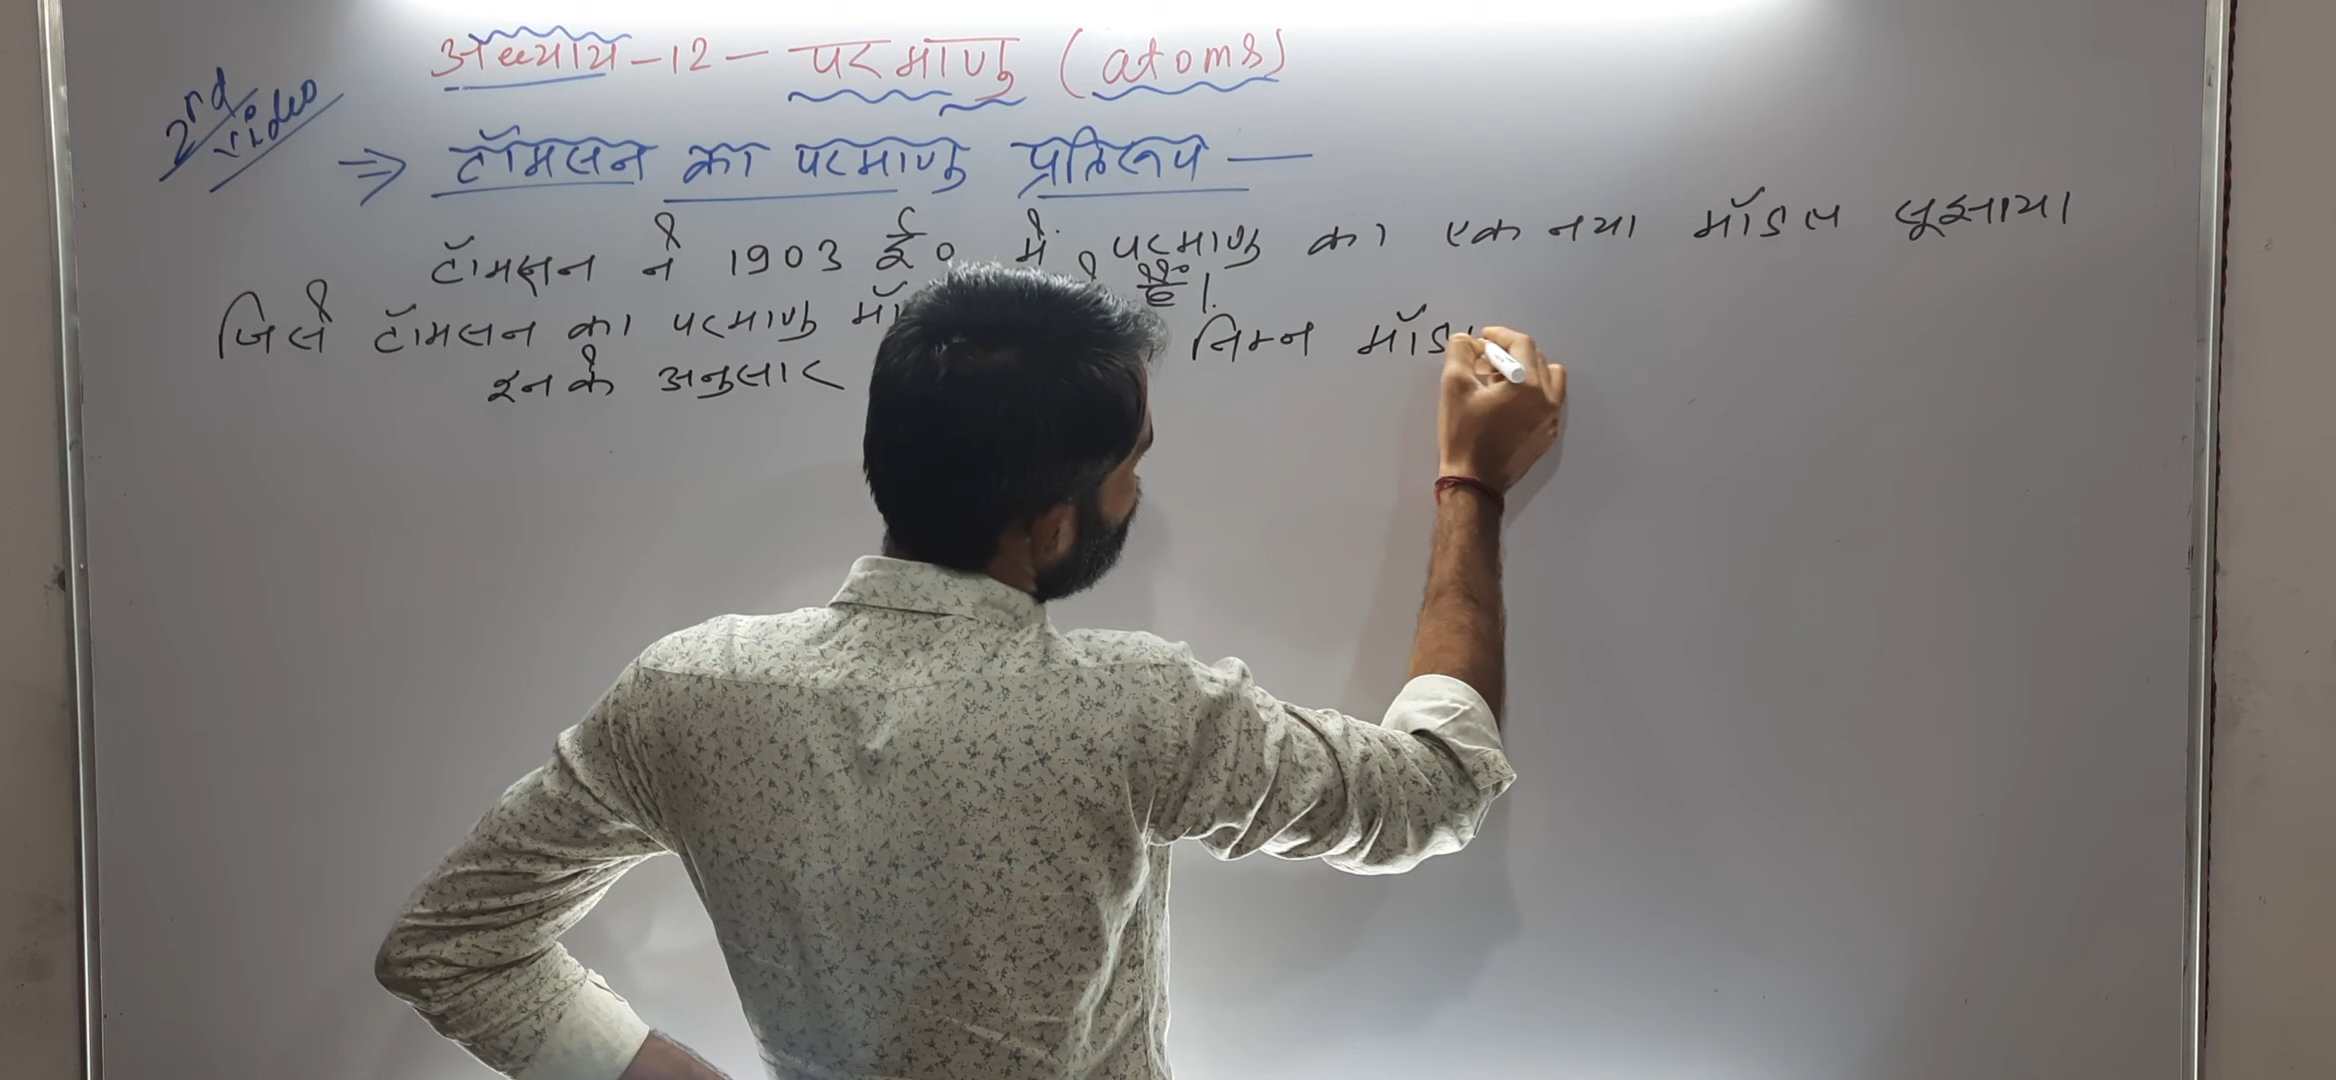 अध्याय - 12 - परमाणु (atoms)
2nd video
⇒ टॉमसन का परमाणु प्रतिरूप —
टॉमसन ने 1903 ई० में परमाणु का एक नया मॉडल सूझाया।
जिसे टॉमसन का परमाणु मॉ हैं।
इनके अनुसार निम्न मॉड